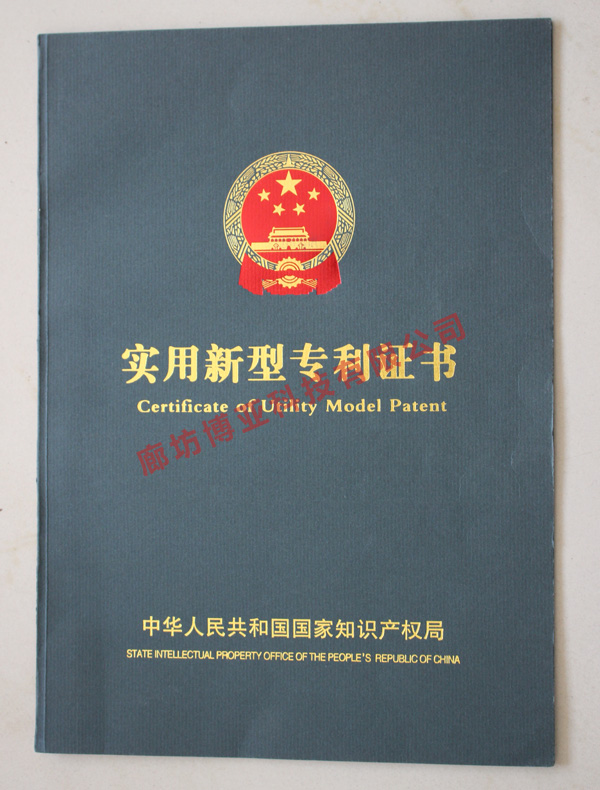 实用新型专利证书
Certificate of Utility Model Patent
廊坊博亚科技有限公司
中华人民共和国国家知识产权局
STATE INTELLECTUAL PROPERTY OFFICE OF THE PEOPLE'S REPUBLIC OF CHINA